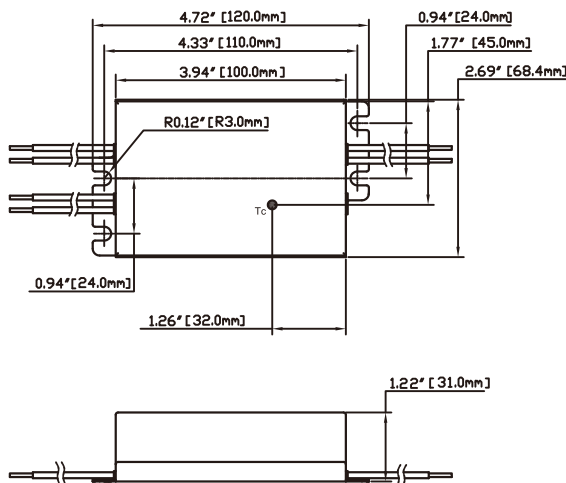 4.72″ [120.0mm]
0.94″ [24.0mm]
4.33″ [110.0mm]
1.77″ [45.0mm]
3.94″ [100.0mm]
2.69″ [68.4mm]
R0.12″ [R3.0mm]
Tc
0.94″ [24.0mm]
1.26″ [32.0mm]
1.22″ [31.0mm]